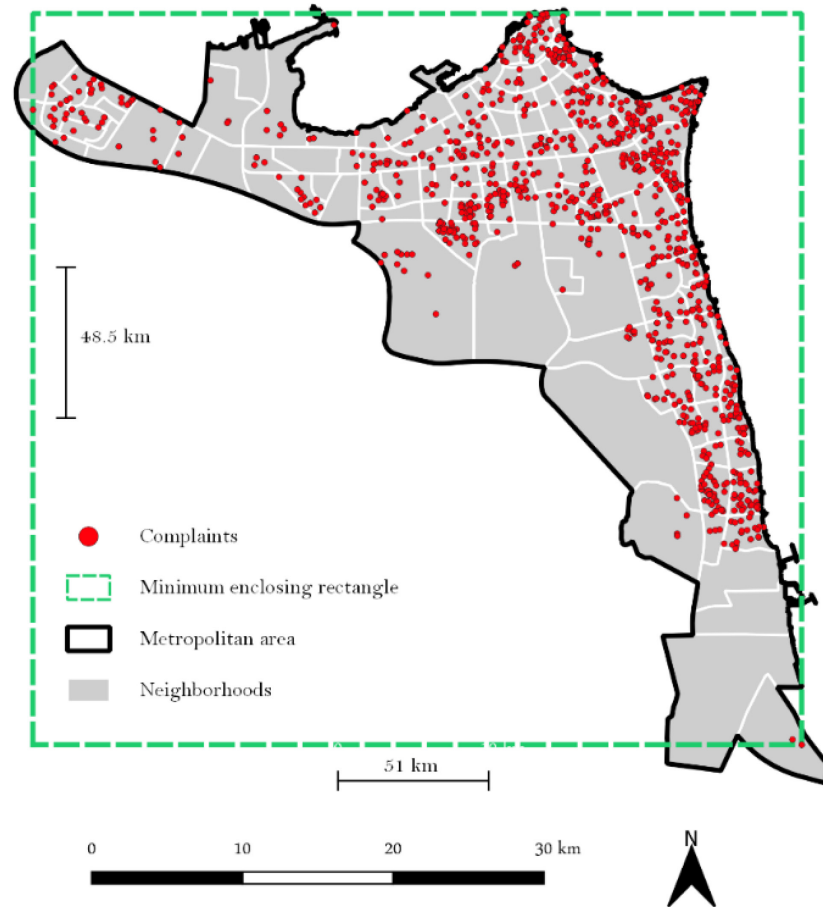 48.5 km
Complaints
Minimum enclosing rectangle
Metropolitan area
Neighborhoods
51 km
0 10 20 30 km
N